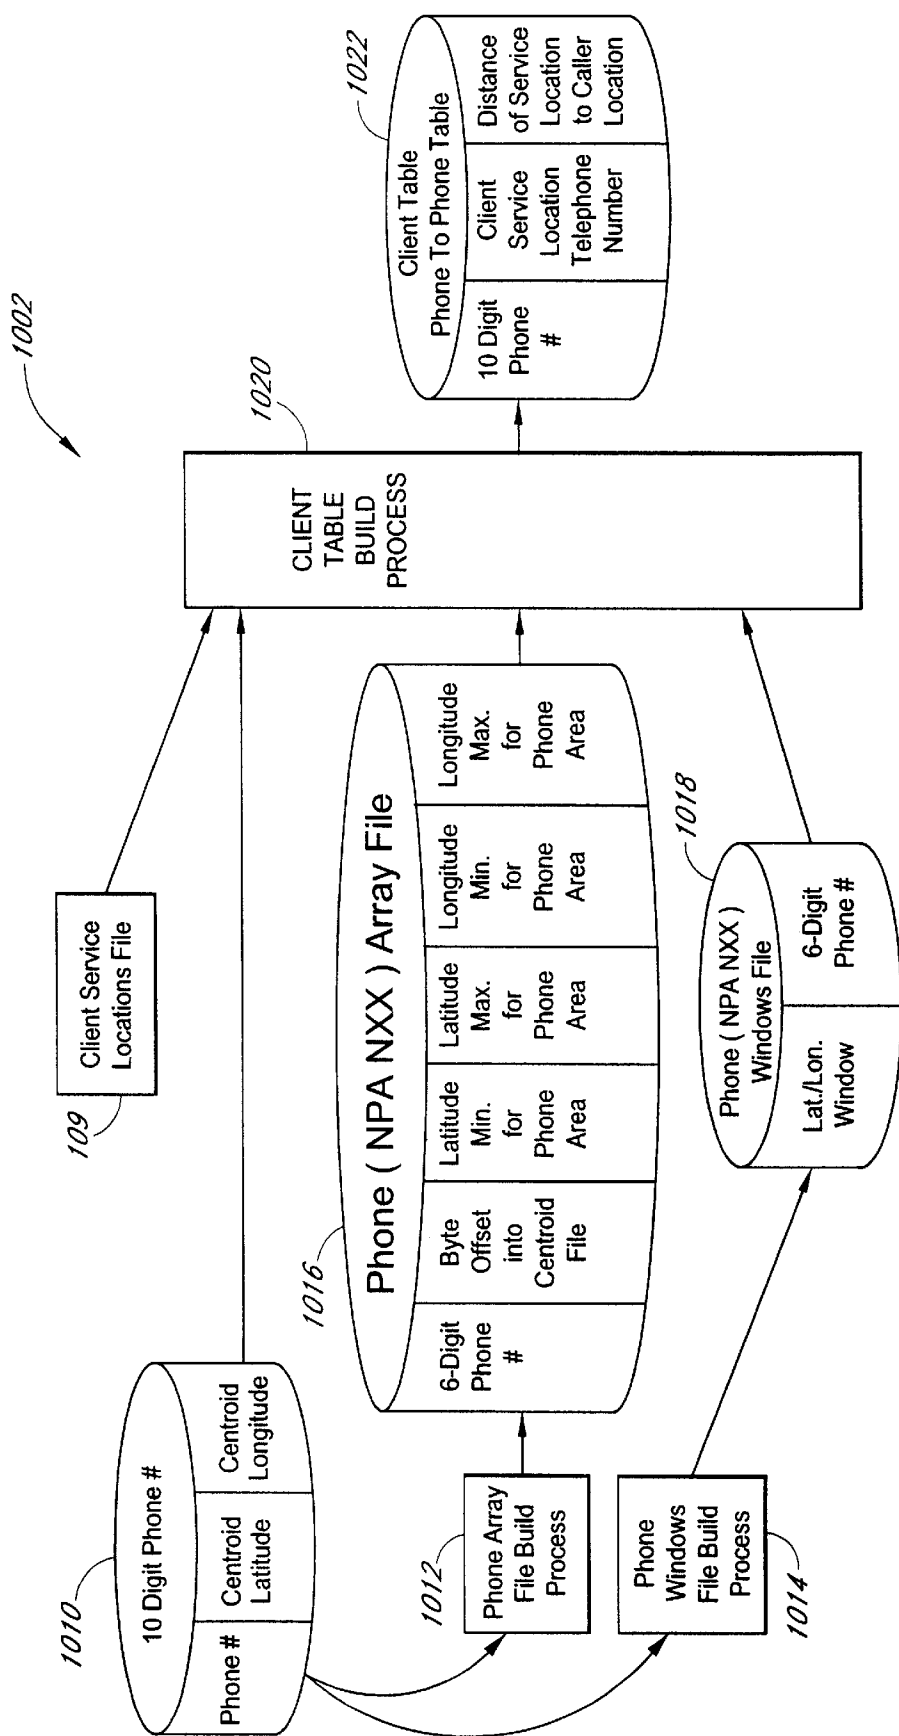 1002
1010
10 Digit Phone #
Phone #
Centroid
Latitude
Centroid
Longitude
109
Client Service
Locations File
1012
Phone Array
File Build
Process
1014
Phone
Windows
File Build
Process
1016
Phone ( NPA NXX ) Array File
6-Digit
Phone
#
Byte
Offset
into
Centroid
File
Latitude
Min.
for
Phone
Area
Latitude
Max.
for
Phone
Area
Longitude
Min.
for
Phone
Area
Longitude
Max.
for
Phone
Area
1018
Phone ( NPA NXX )
Windows File
Lat./Lon.
Window
6-Digit
Phone #
1020
CLIENT
TABLE
BUILD
PROCESS
1022
Client Table
Phone To Phone Table
10 Digit
Phone
#
Client
Service
Location
Telephone
Number
Distance
of Service
Location
to Caller
Location